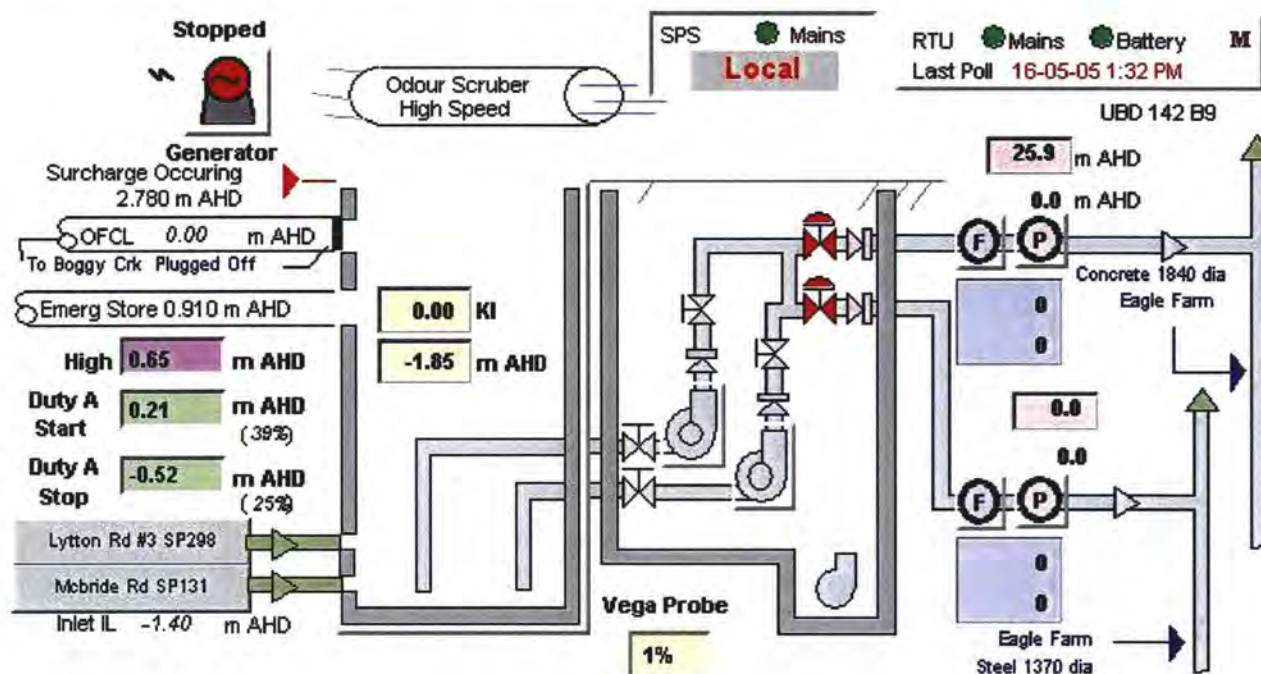 Stopped
Generator
Odour Scruber
High Speed
SPS Mains
Local
RTU Mains Battery M
Last Poll 16-05-05 1:32 PM
UBD 142 B9
Surcharge Occuring
2.780 m AHD
OFCL 0.00 m AHD
To Boggy Crk Plugged Off
Emerg Store 0.910 m AHD
High 0.65 m AHD
Duty A
Start
0.21 m AHD
(39%)
Duty A
Stop
-0.52 m AHD
(25%)
Lytton Rd #3 SP298
Mcbride Rd SP131
Inlet IL -1.40 m AHD
0.00 Kl
-1.85 m AHD
Vega Probe
1%
25.9 m AHD
0.0 m AHD
F P
Concrete 1840 dia
Eagle Farm
0
0
0.0
0.0
F P
0
0
Eagle Farm
Steel 1370 dia